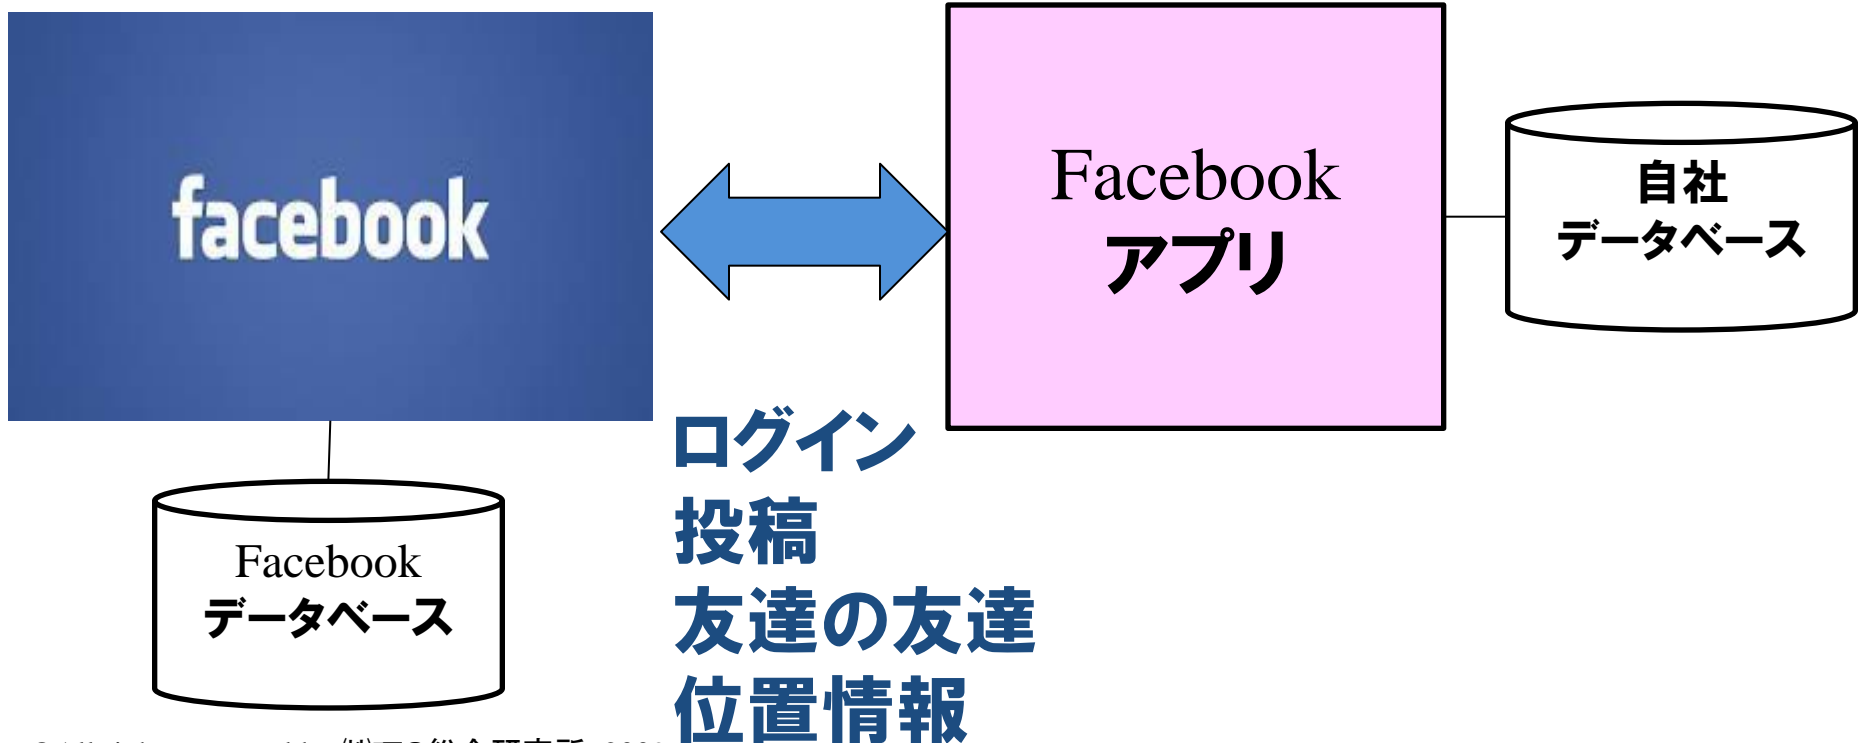 facebook
Facebook
アプリ
自社
データベース
Facebook
データベース
ログイン
投稿
友達の友達
位置情報